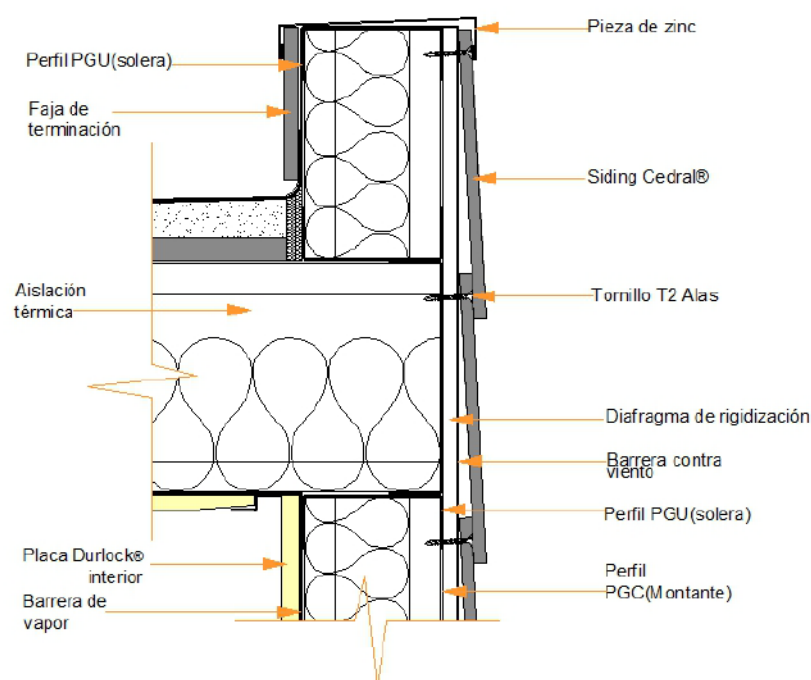 Pieza de zinc
Perfil PGU(solera)
Faja de
terminación
Siding Cedral®
Aislación
térmica
Tornillo T2 Alas
Diafragma de rigidización
Barrera contra
viento
Perfil PGU(solera)
Placa Durlock®
interior
Perfil
PGC(Montante)
Barrera de
vapor